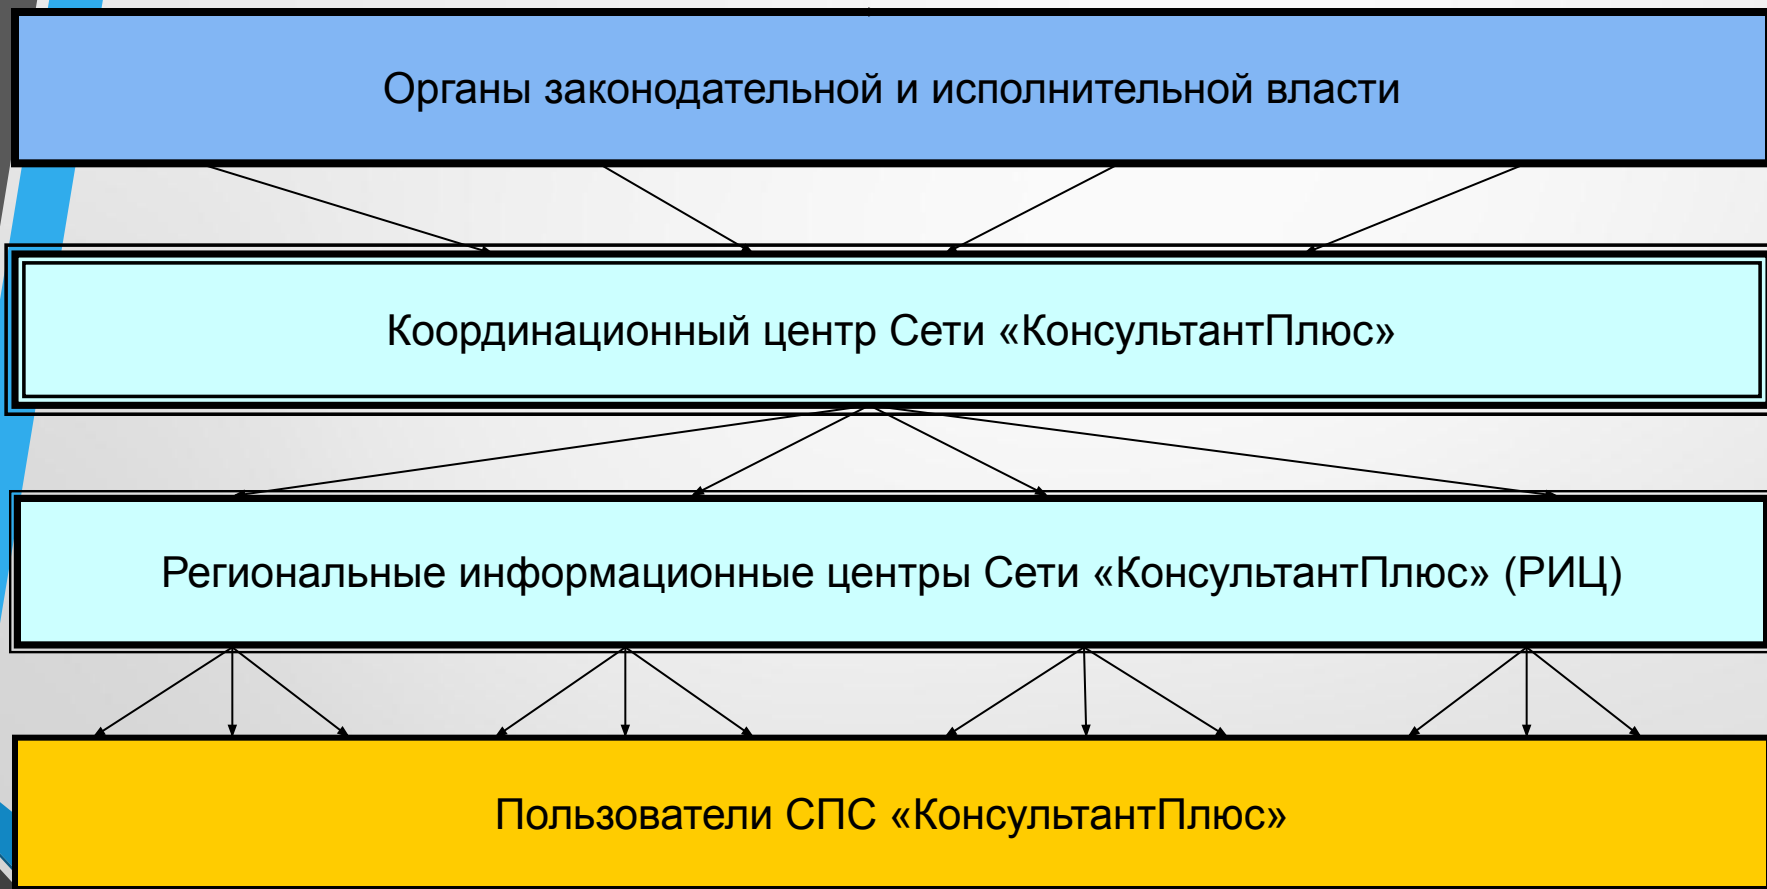 Органы законодательной и исполнительной власти
Координационный центр Сети «КонсультантПлюс»
Региональные информационные центры Сети «КонсультантПлюс» (РИЦ)
Пользователи СПС «КонсультантПлюс»